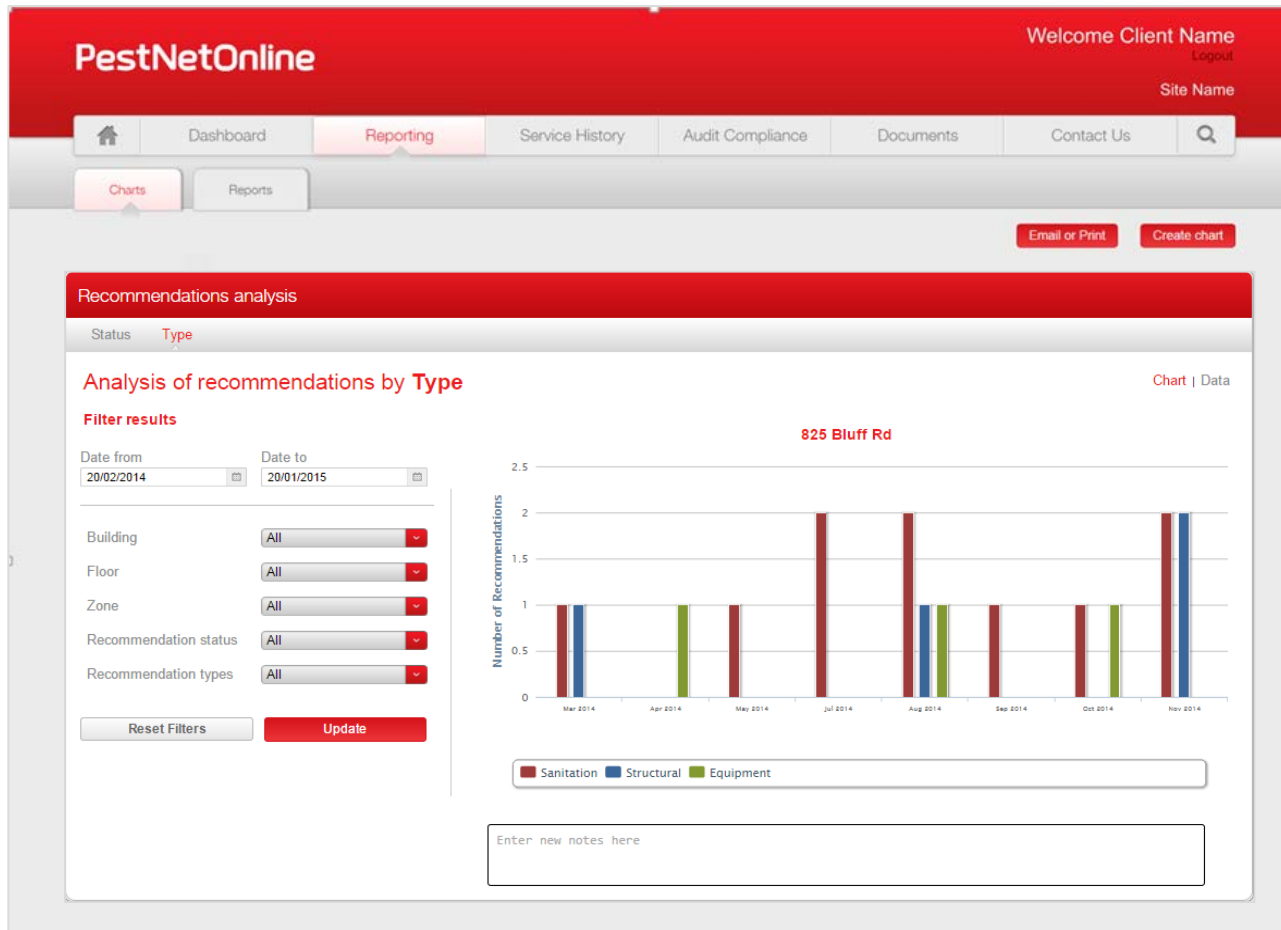 PestNetOnline
Welcome Client Name
Logout
Site Name
Dashboard Reporting Service History Audit Compliance Documents Contact Us
Charts Reports
Email or Print Create chart
Recommendations analysis
Status Type
Analysis of recommendations by Type
Chart | Data
Filter results
825 Bluff Rd
Date from Date to
20/02/2014 20/01/2015
Building All
Floor All
Zone All
Recommendation status All
Recommendation types All
Reset Filters Update
Number of Recommendations
2.5
2
1.5
1
0.5
0
Mar 2014 Apr 2014 May 2014 Jul 2014 Aug 2014 Sep 2014 Oct 2014 Nov 2014
Sanitation Structural Equipment
Enter new notes here